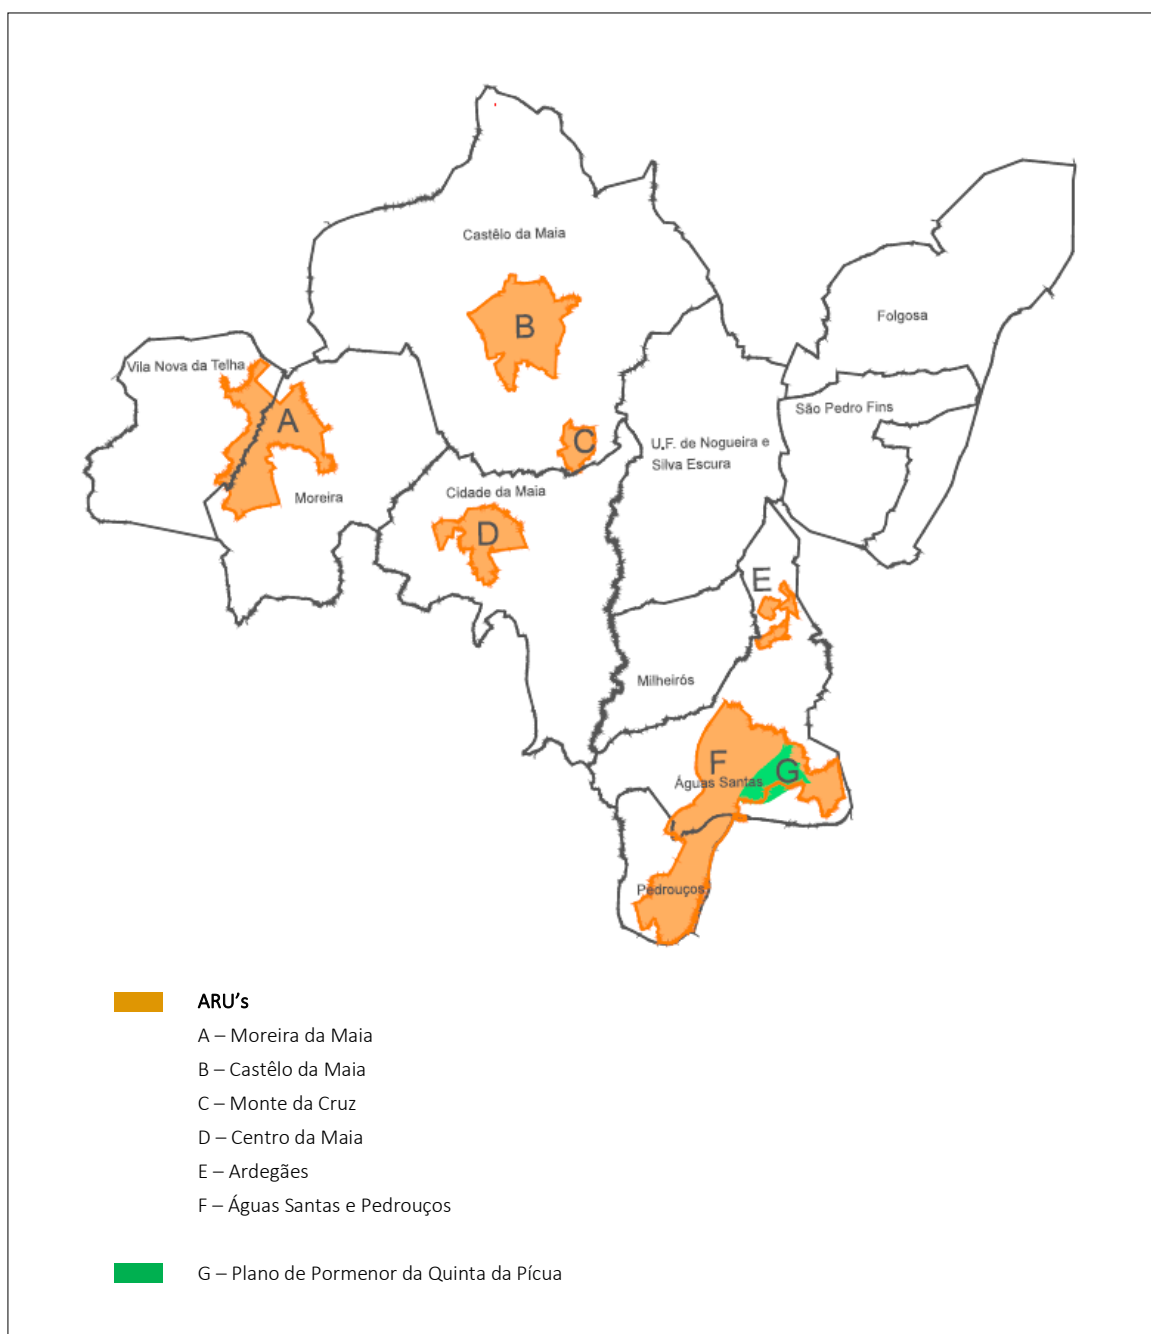 Castêlo da Maia
Folgosa
B
Vila Nova da Telha
São Pedro Fins
A
C
U.F. de Nogueira e
Silva Escura
Moreira
Cidade da Maia
D
E
Milheirós
F
G
Águas Santas
Pedrouços
ARU's
A – Moreira da Maia
B – Castêlo da Maia
C – Monte da Cruz
D – Centro da Maia
E – Ardegães
F – Águas Santas e Pedrouços
G – Plano de Pormenor da Quinta da Pícua